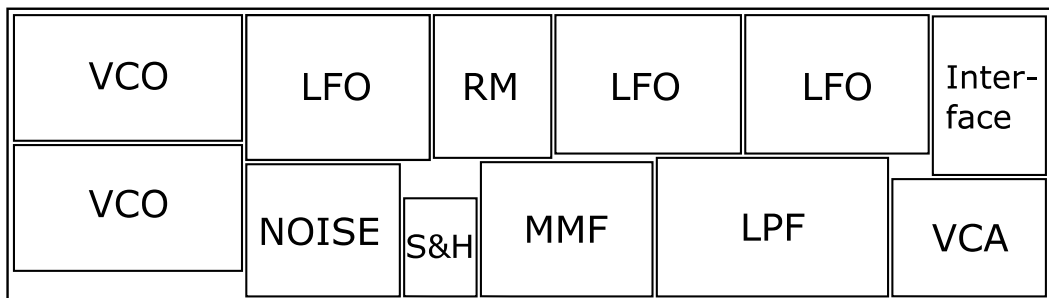 VCO
LFO
RM
LFO
LFO
Inter-
face
VCO
NOISE
S&H
MMF
LPF
VCA